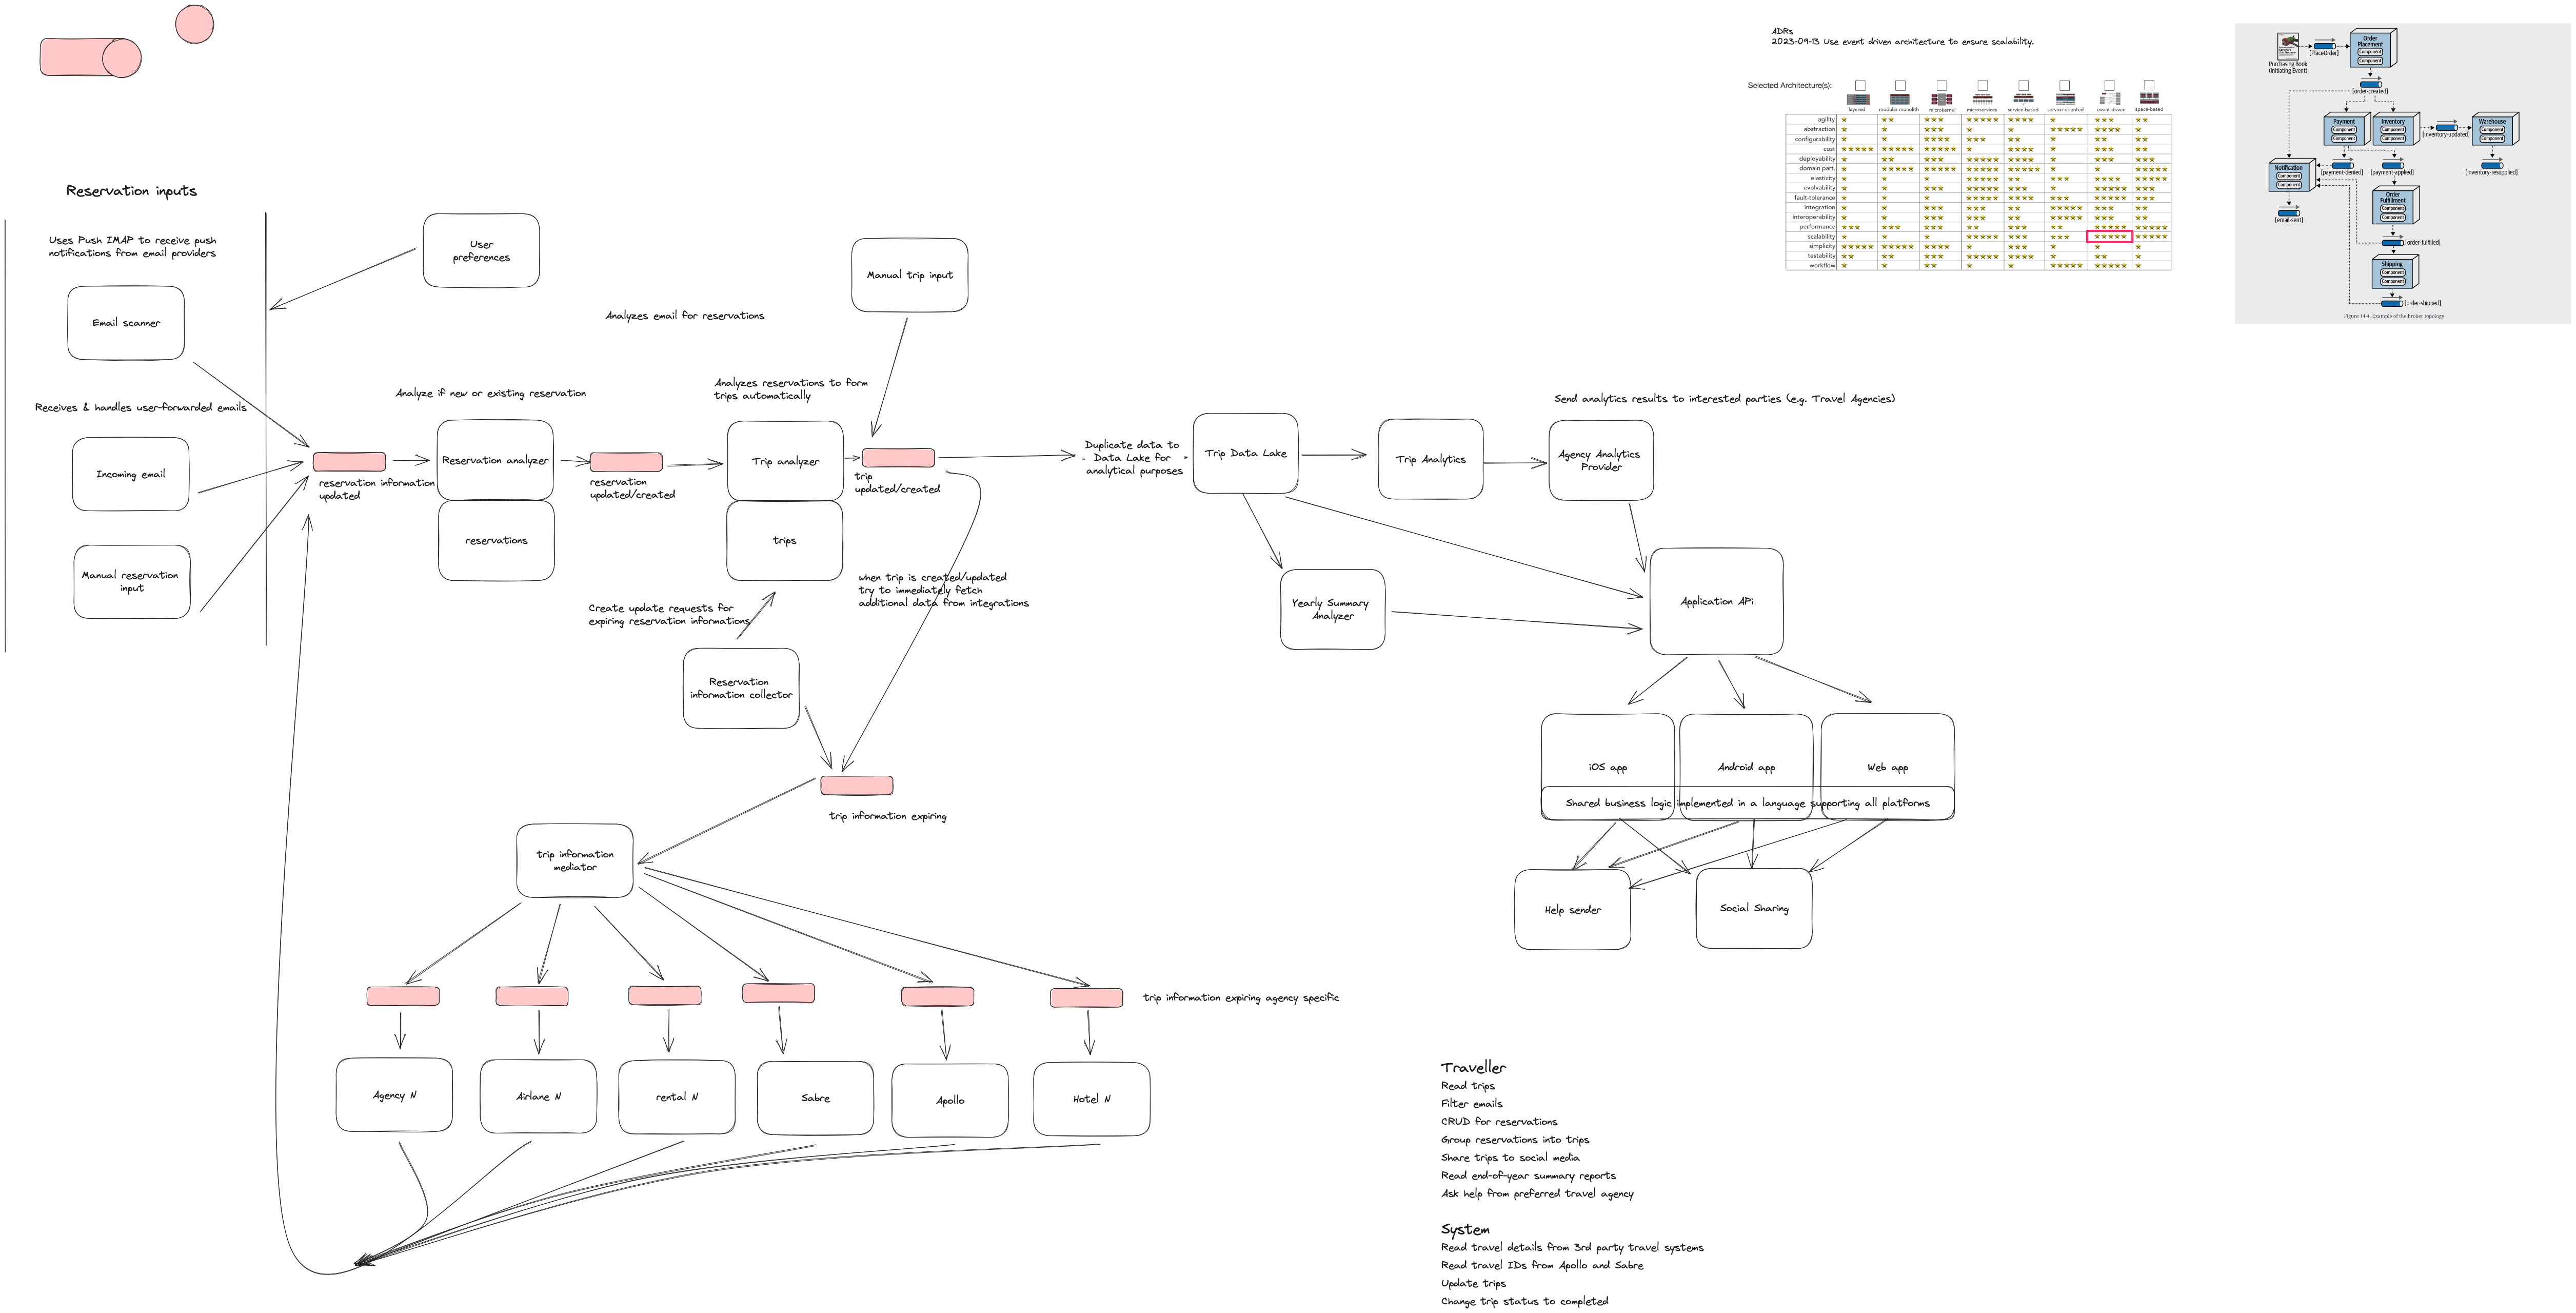 ADRs
2023-09-13 Use event driven architecture to ensure scalability.
Selected Architecture(s):
layered
modular monolith
microkernel
microservices
service-based
service-oriented
event-driven
space-based
agility
abstraction
configurability
cost
deployability
domain part.
elasticity
evolvability
fault-tolerance
integration
interoperability
performance
scalability
simplicity
testability
workflow
Purchasing Book
(Initiating Event)
[PlaceOrder]
Order
Placement
Component
Component
[order-created]
Payment
Component
Component
Inventory
Component
Component
[inventory-updated]
Warehouse
Component
Component
Notification
Component
Component
[payment-denied]
[payment-applied]
[inventory-resupplied]
[email-sent]
Order
Fulfillment
Component
Component
[order-fulfilled]
Shipping
Component
Component
[order-shipped]
Figure 14-4. Example of the broker topology
Reservation inputs
Uses Push IMAP to receive push
notifications from email providers
Email scanner
Receives & handles user-forwarded emails
Incoming email
Manual reservation
input
User
preferences
Analyzes email for reservations
Manual trip input
Analyze if new or existing reservation
reservation information
updated
Reservation analyzer
reservations
reservation
updated/created
Analyzes reservations to form
trips automatically
Trip analyzer
trips
trip
updated/created
Duplicate data to
- Data Lake for
analytical purposes
Trip Data Lake
Trip Analytics
Send analytics results to interested parties (e.g. Travel Agencies)
Agency Analytics
Provider
when trip is created/updated
try to immediately fetch
additional data from integrations
Create update requests for
expiring reservation informations
Reservation
information collector
Yearly Summary
Analyzer
Application APi
trip information expiring
trip information
mediator
iOS app
Android app
Web app
Shared business logic implemented in a language supporting all platforms
Help sender
Social Sharing
trip information expiring agency specific
Agency N
Airlane N
rental N
Sabre
Apollo
Hotel N
Traveller
Read trips
Filter emails
CRUD for reservations
Group reservations into trips
Share trips to social media
Read end-of-year summary reports
Ask help from preferred travel agency
System
Read travel details from 3rd party travel systems
Read travel IDs from Apollo and Sabre
Update trips
Change trip status to completed